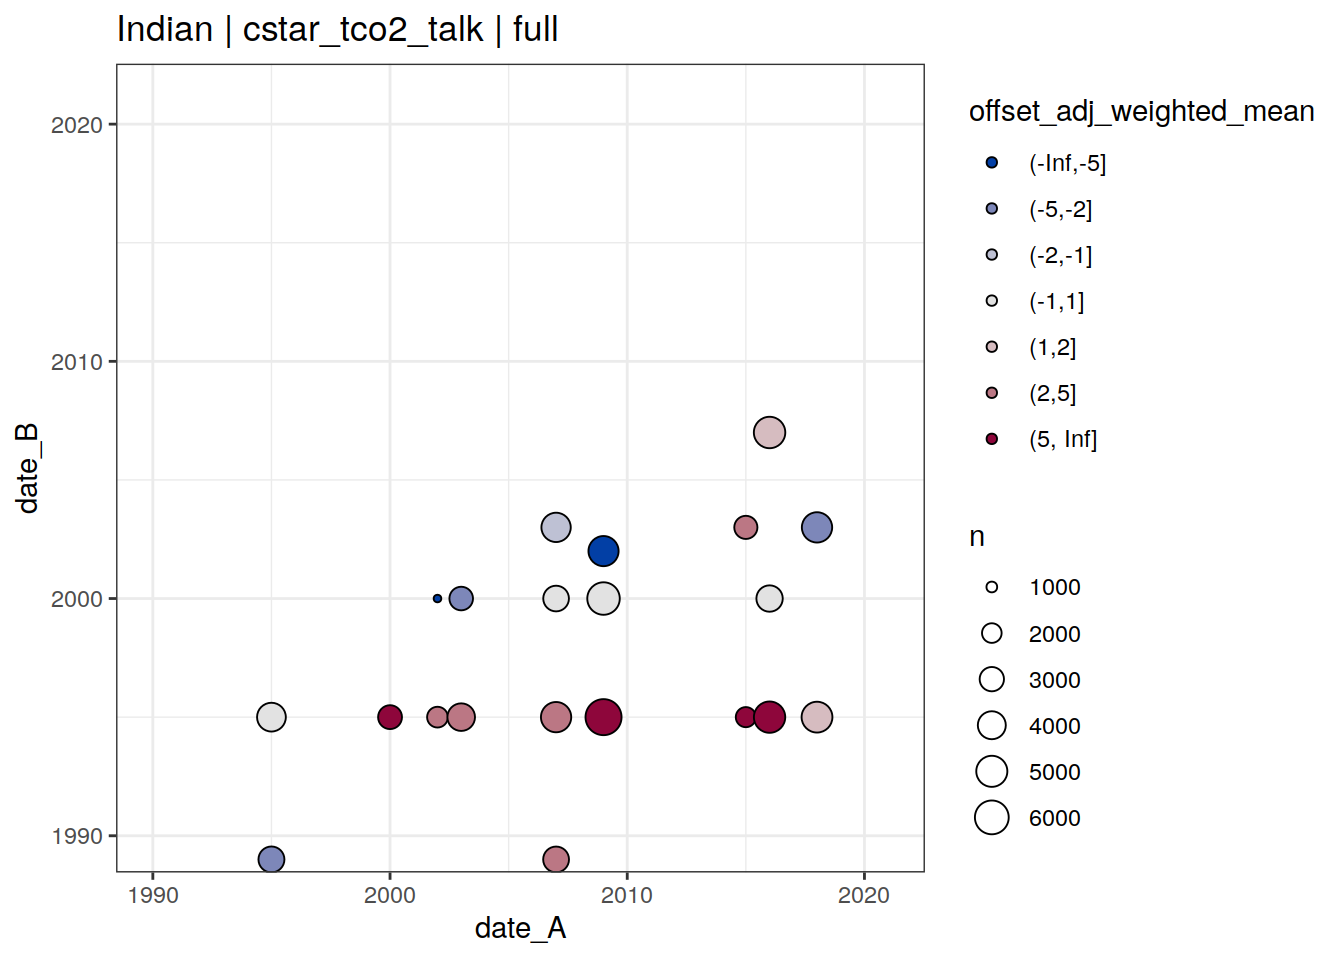 Indian | cstar_tco2_talk | full
2020
2010
2000
1990
date_B
1990
2000
2010
2020
date_A
offset_adj_weighted_mean
(-Inf,-5]
(-5,-2]
(-2,-1]
(-1,1]
(1,2]
(2,5]
(5, Inf]
n
1000
2000
3000
4000
5000
6000